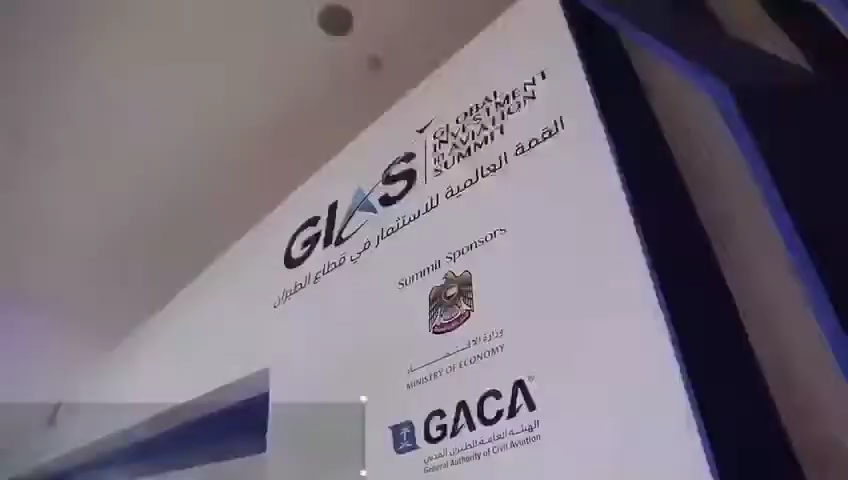 GIAS
GLOBAL
INVESTMENT
in AVIATION
SUMMIT
القمة العالمية للاستثمار في قطاع الطيران
Summit Sponsors
وزارة الاقتصاد
MINISTRY OF ECONOMY
GACA
الهيئة العامة للطيران المدني
General Authority of Civil Aviation